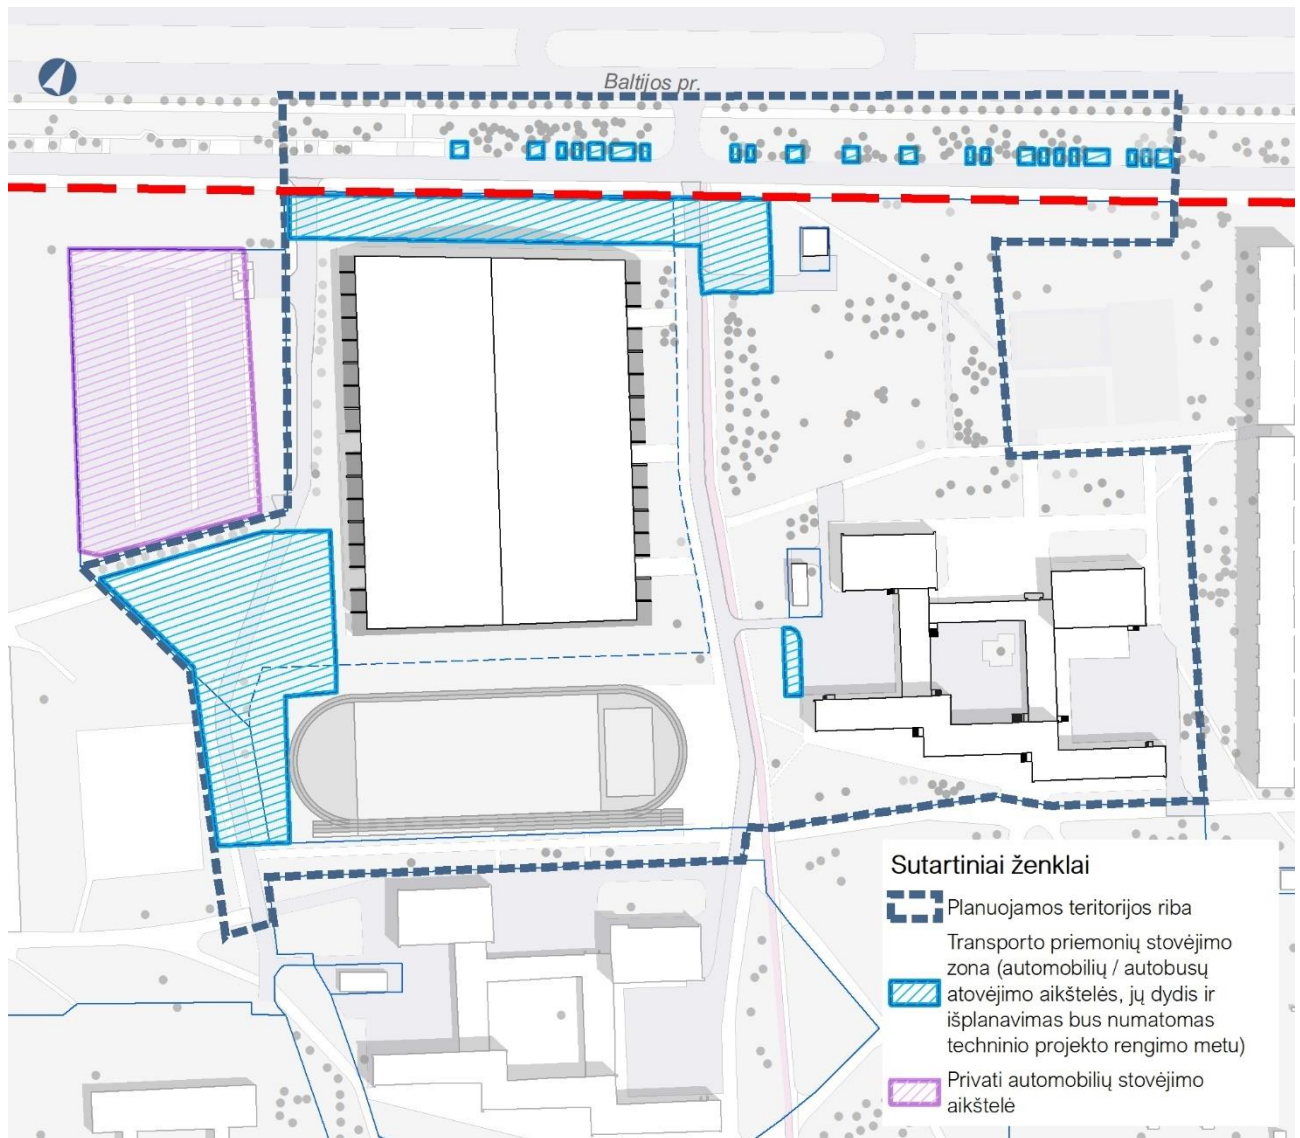 Baltijos pr.
Sutartiniai ženklai
Planuojamos teritorijos riba
Transporto priemonių stovėjimo
zona (automobilių / autobusų
atovėjimo aikštelės, jų dydis ir
išplanavimas bus numatomas
techninio projekto rengimo metu)
Privati automobilių stovėjimo
aikštelė